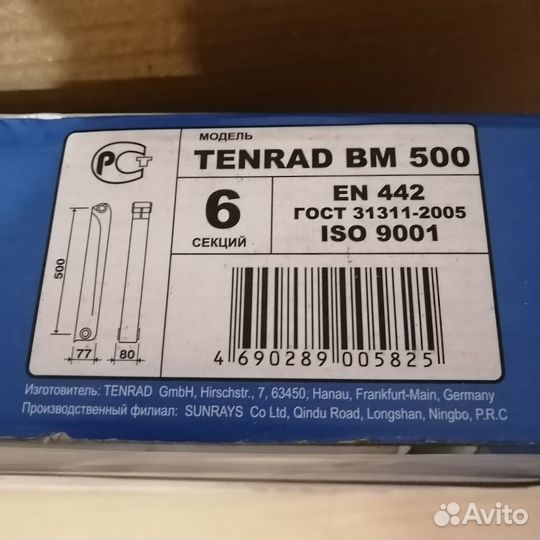 РСТ
МОДЕЛЬ
TENRAD BM 500
6
СЕКЦИЙ
EN 442
ГОСТ 31311-2005
ISO 9001
500
77
80
4 690289 005825
Изготовитель: TENRAD GmbH, Hirschstr., 7, 63450; Hanau, Frankfurt-Main, Germany
Производственный филиал: SUNRAYS Co Ltd, Qindu Road, Longshan, Ningbo, P.R.C
Avito